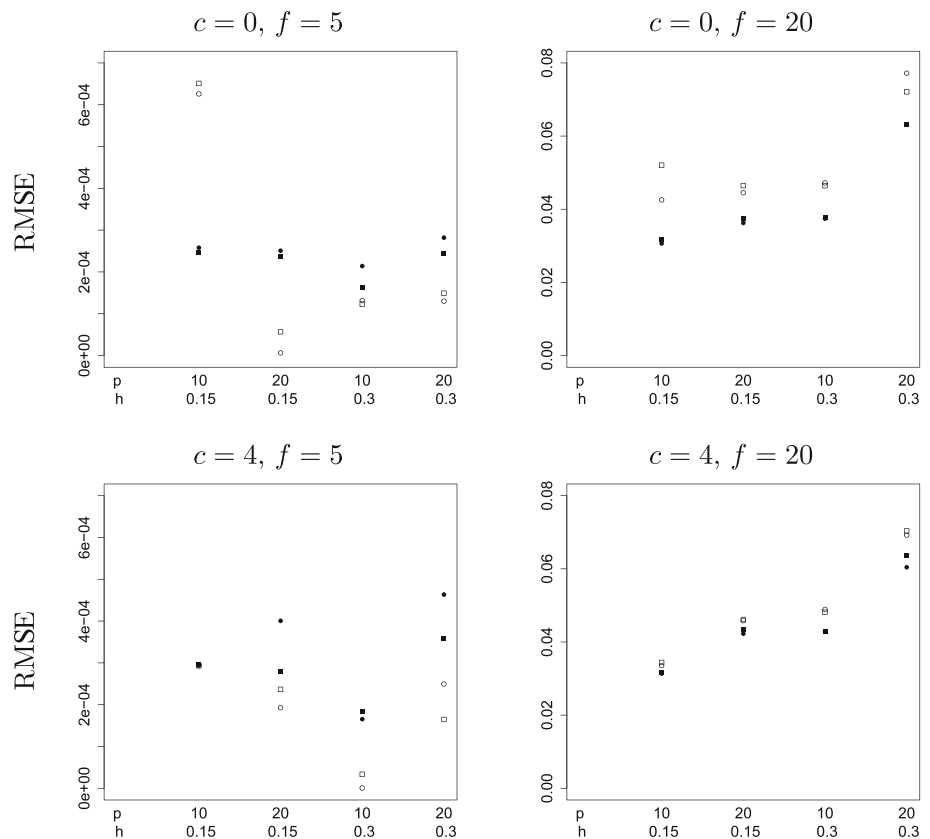 c = 0, f = 5
c = 0, f = 20
RMSE
0e+00 2e−04 4e−04 6e−04
p 10 20 10 20
h 0.15 0.15 0.3 0.3
0.00 0.02 0.04 0.06 0.08
p 10 20 10 20
h 0.15 0.15 0.3 0.3
c = 4, f = 5
c = 4, f = 20
RMSE
0e+00 2e−04 4e−04 6e−04
p 10 20 10 20
h 0.15 0.15 0.3 0.3
0.00 0.02 0.04 0.06 0.08
p 10 20 10 20
h 0.15 0.15 0.3 0.3